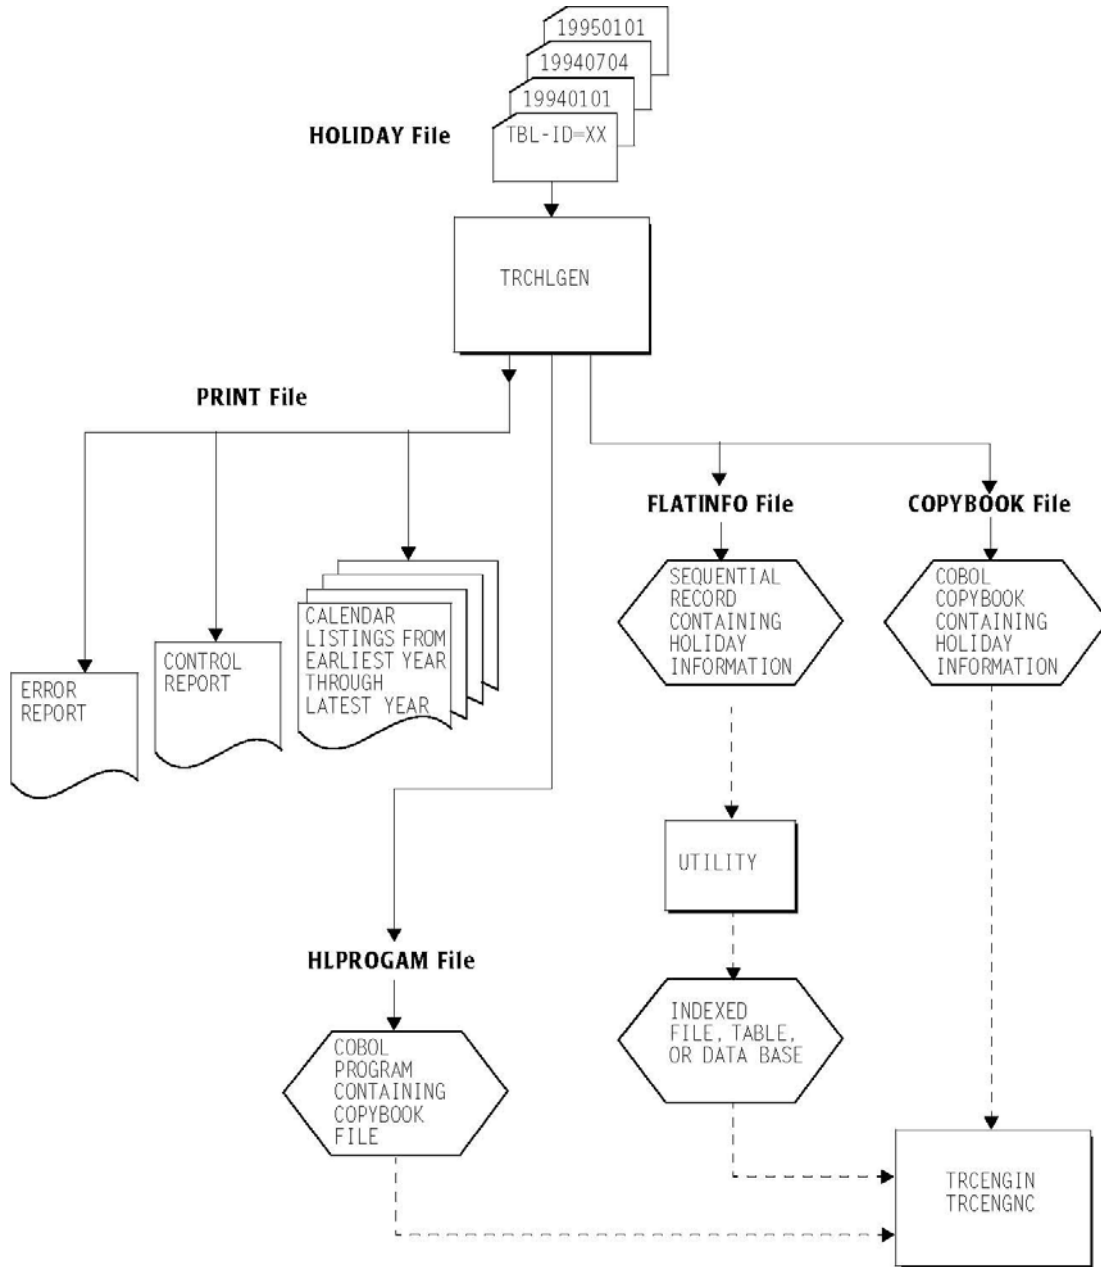 19950101
19940704
19940101
HOLIDAY File
TBL-ID=XX
TRCHLGEN
PRINT File
FLATINFO File
COPYBOOK File
SEQUENTIAL
RECORD
CONTAINING
HOLIDAY
INFORMATION
COBOL
COPYBOOK
CONTAINING
HOLIDAY
INFORMATION
CALENDAR
LISTINGS FROM
EARLIEST YEAR
THROUGH
LATEST YEAR
CONTROL
REPORT
ERROR
REPORT
UTILITY
HLPROGAM File
INDEXED
FILE, TABLE,
OR DATA BASE
COBOL
PROGRAM
CONTAINING
COPYBOOK
FILE
TRCENGIN
TRCENGNC